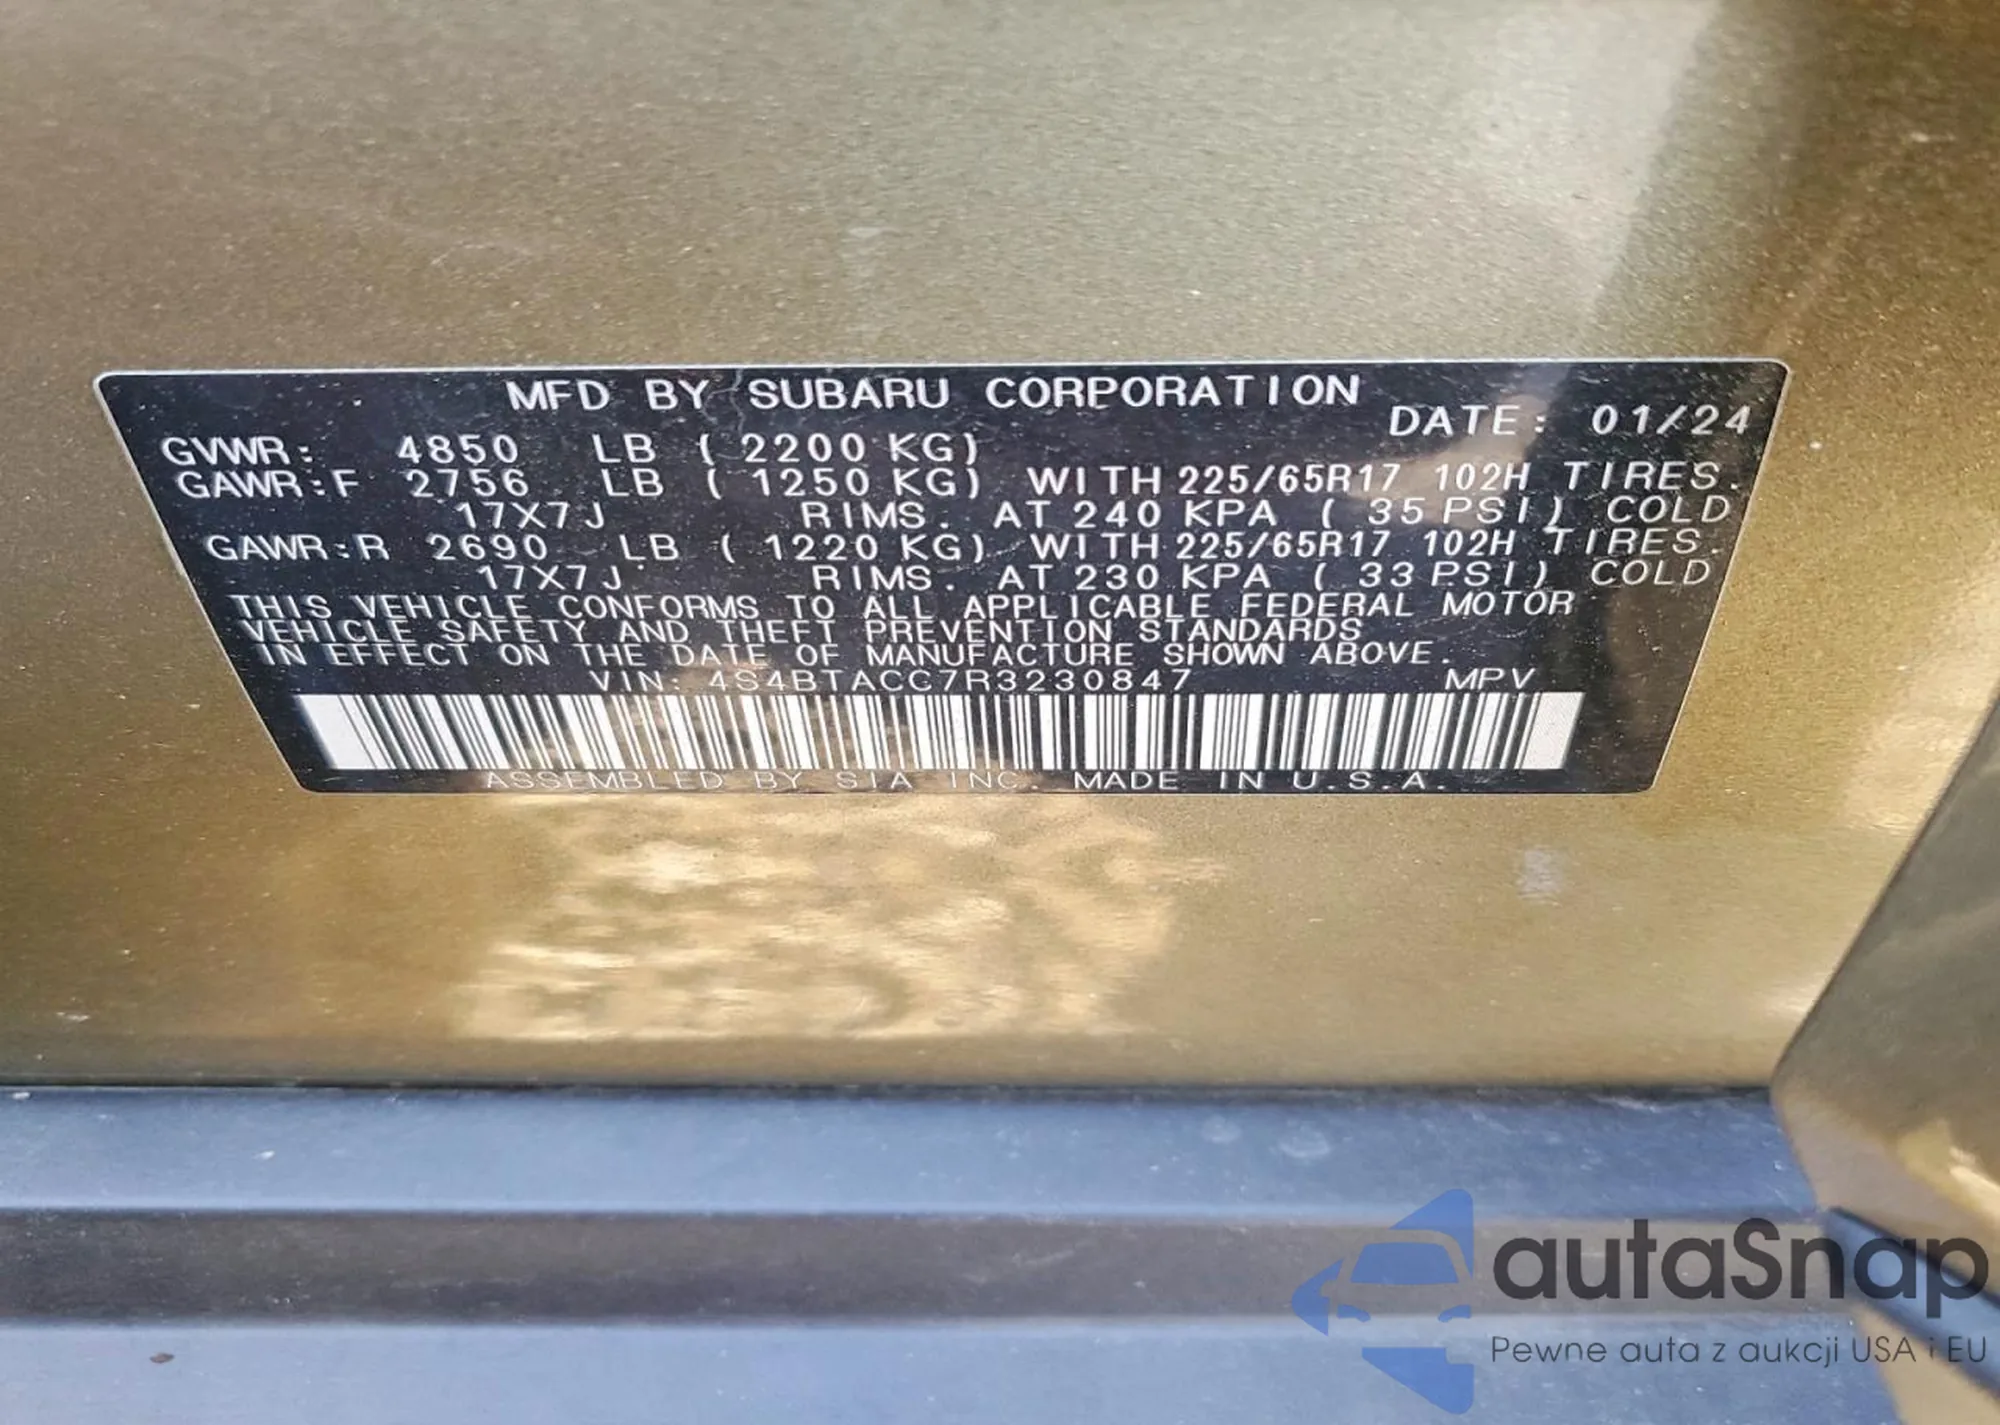 MFD BY SUBARU CORPORATION
DATE: 01/24
GVWR: 4850 LB ( 2200 KG)
GAWR:F 2756 LB ( 1250 KG) WITH 225/65R17 102H TIRES.
17X7J RIMS. AT 240 KPA ( 35 PSI) COLD
GAWR:R 2690 LB ( 1220 KG) WITH 225/65R17 102H TIRES.
17X7J RIMS. AT 230 KPA ( 33 PSI) COLD
THIS VEHICLE CONFORMS TO ALL APPLICABLE FEDERAL MOTOR
VEHICLE SAFETY AND THEFT PREVENTION STANDARDS
IN EFFECT ON THE DATE OF MANUFACTURE SHOWN ABOVE.
VIN: 4S4BTACC7R3230847 MPV
ASSEMBLED BY SIA INC. MADE IN U.S.A.
autaSnap
Pewne auta z aukcji USA i EU